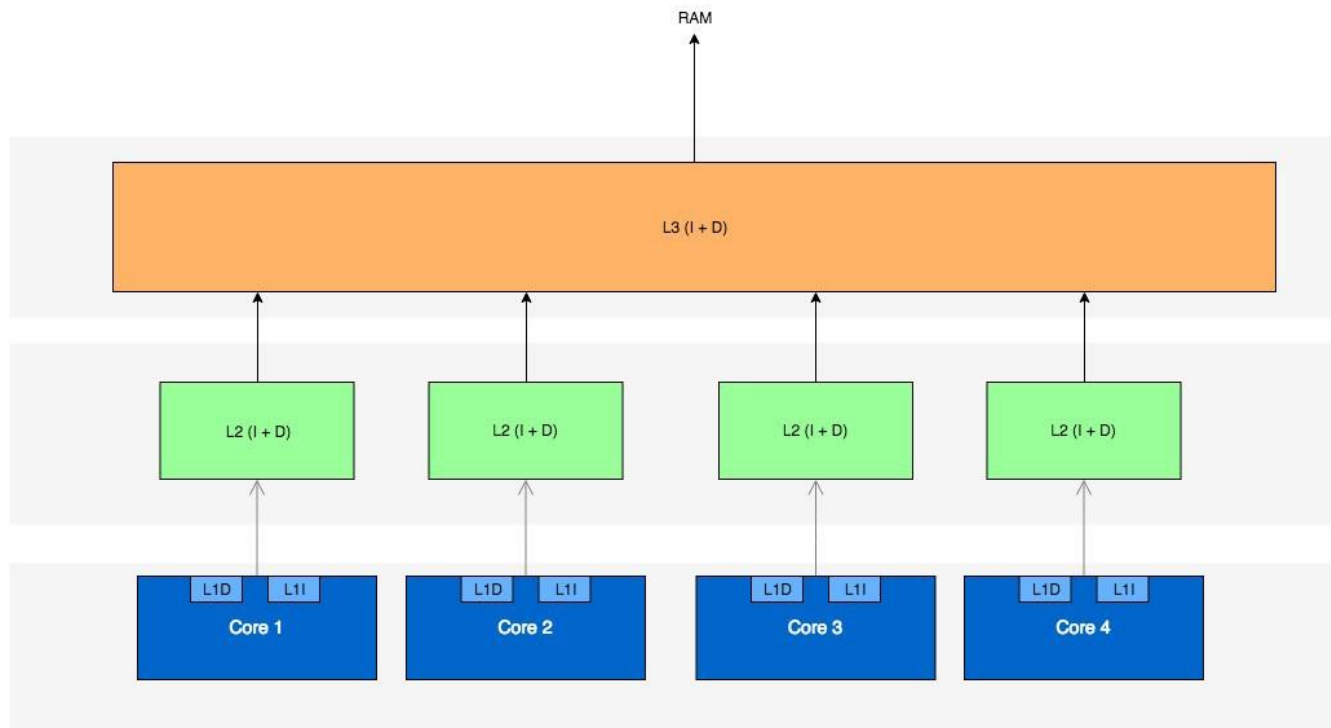 RAM
L3 (I + D)
L2 (I + D)
L2 (I + D)
L2 (I + D)
L2 (I + D)
L1D
L1I
L1D
L1I
L1D
L1I
L1D
L1I
Core 1
Core 2
Core 3
Core 4